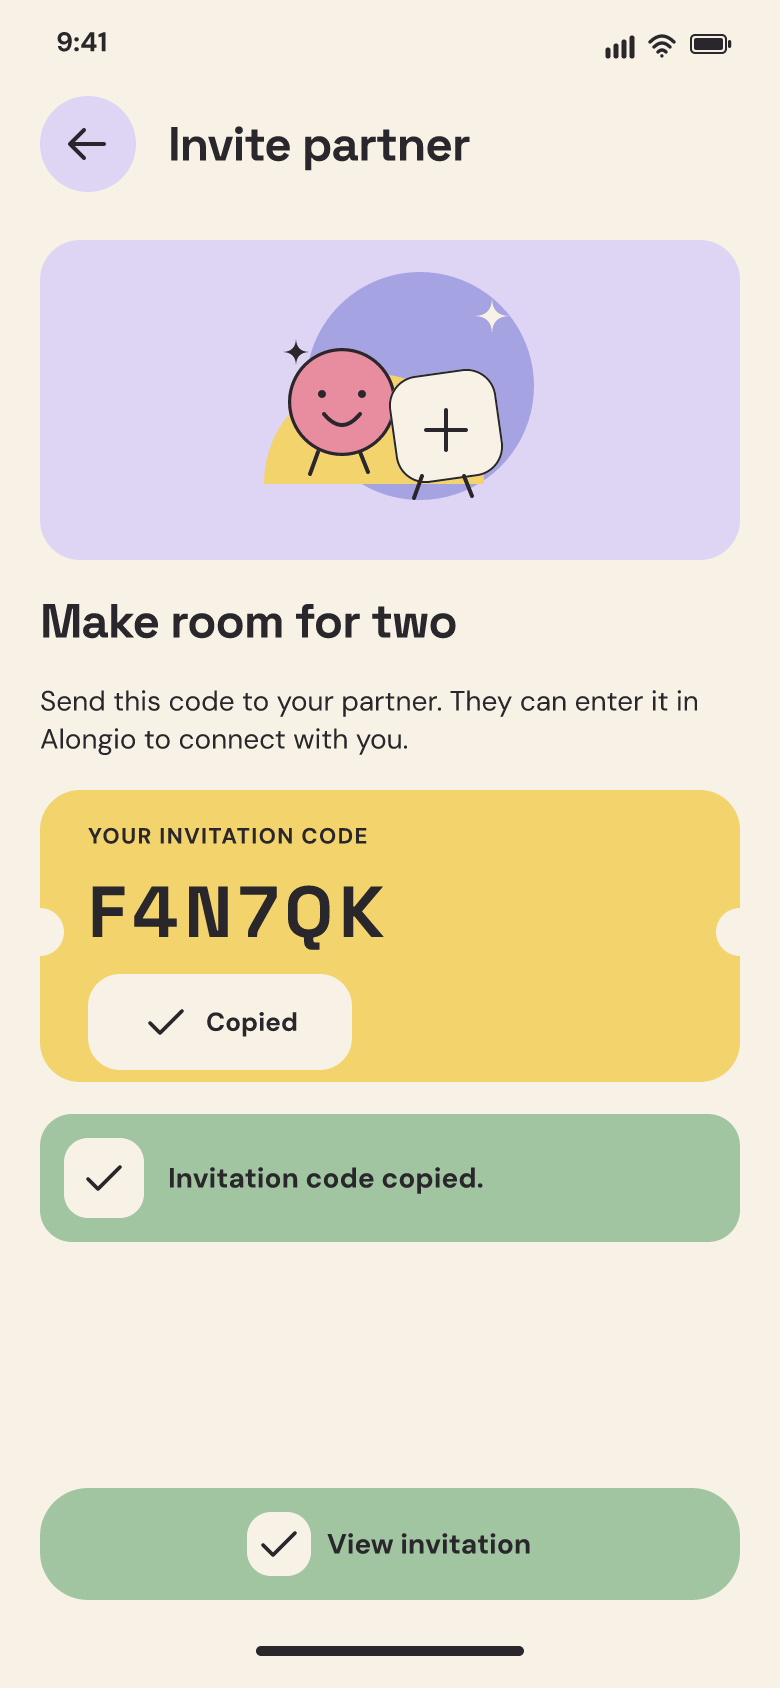 9:41
Invite partner
Make room for two
Send this code to your partner. They can enter it in
Alongio to connect with you.
YOUR INVITATION CODE
F4N7QK
Copied
Invitation code copied.
View invitation